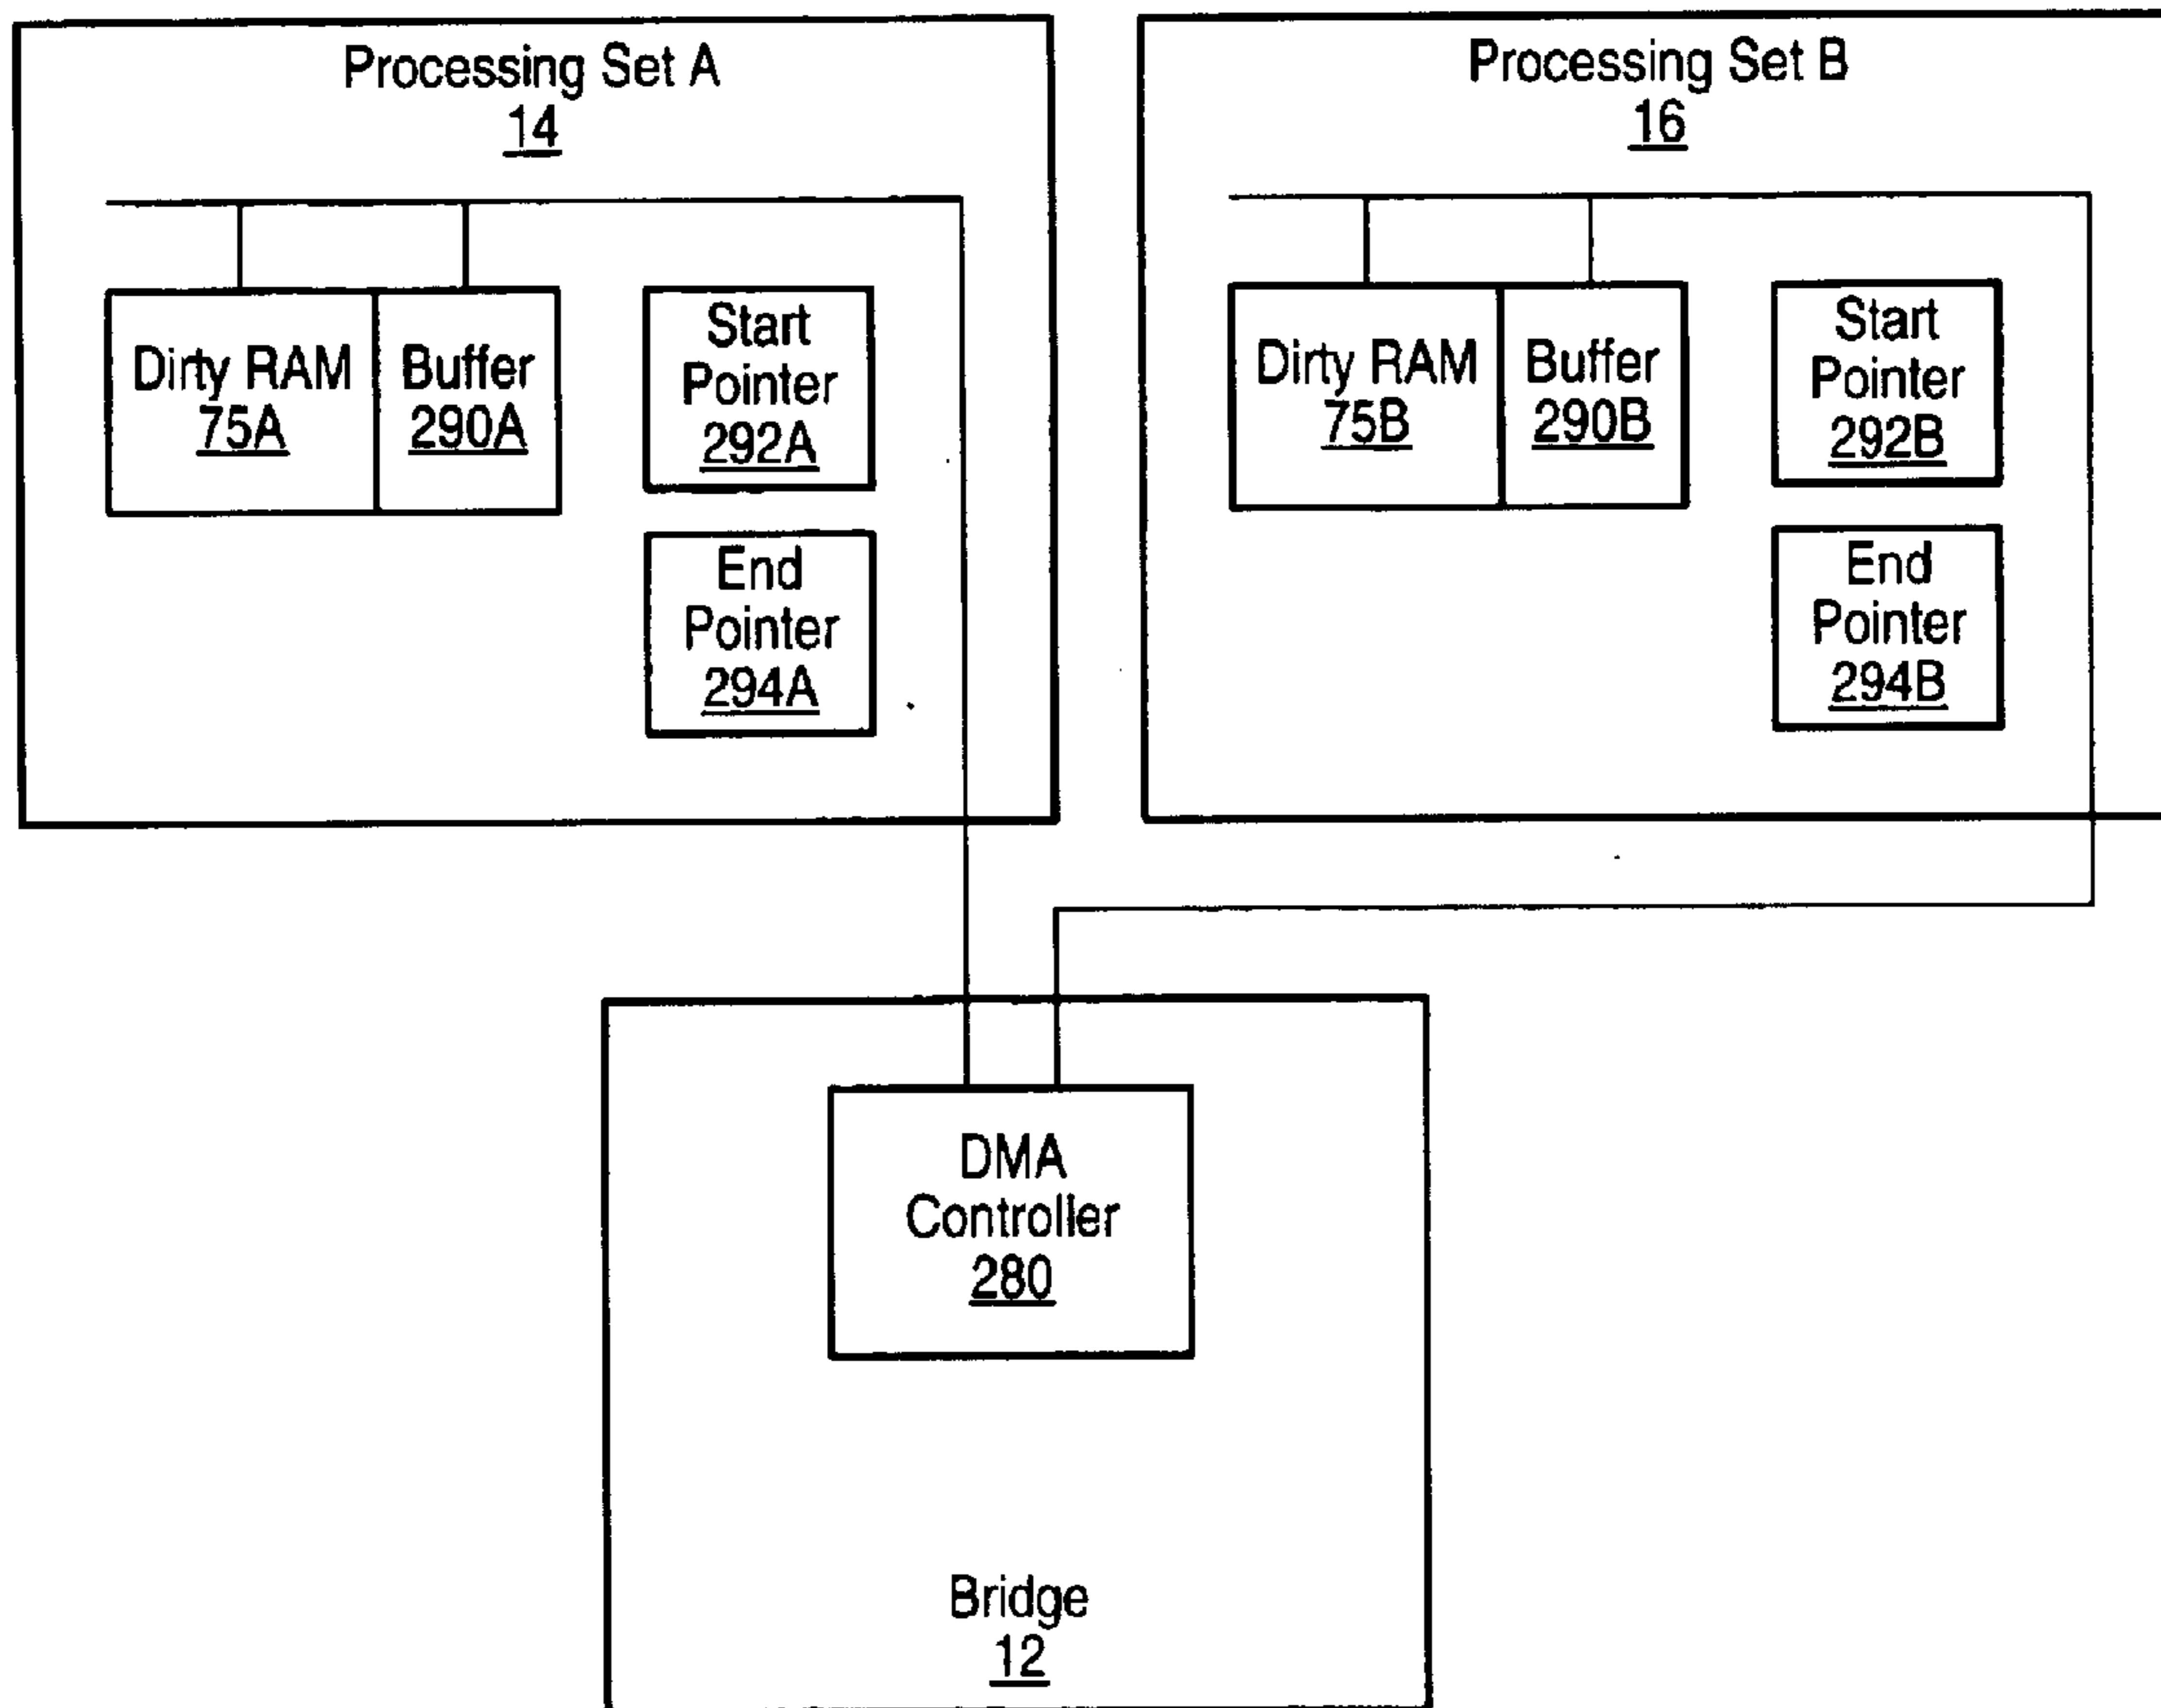 Processing Set A
14
Dirty RAM
75A
Buffer
290A
Start
Pointer
292A
End
Pointer
294A
Processing Set B
16
Dirty RAM
75B
Buffer
290B
Start
Pointer
292B
End
Pointer
294B
DMA
Controller
280
Bridge
12